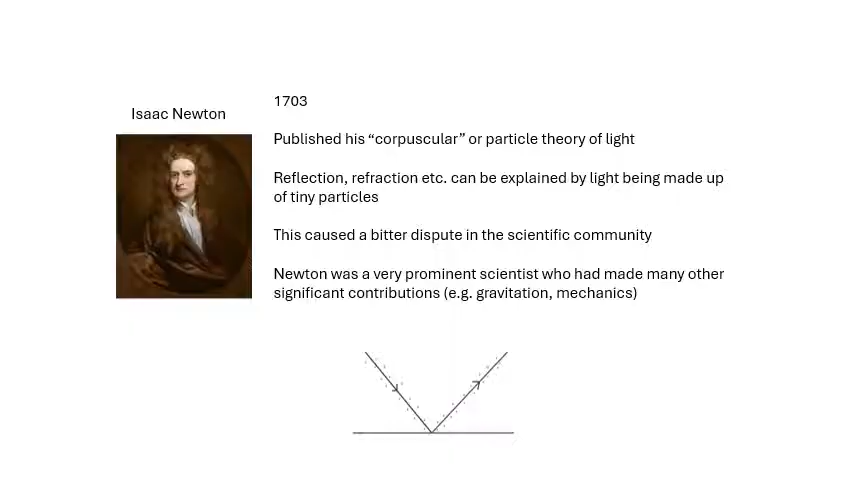 Isaac Newton
1703
Published his “corpuscular” or particle theory of light
Reflection, refraction etc. can be explained by light being made up
of tiny particles
This caused a bitter dispute in the scientific community
Newton was a very prominent scientist who had made many other
significant contributions (e.g. gravitation, mechanics)